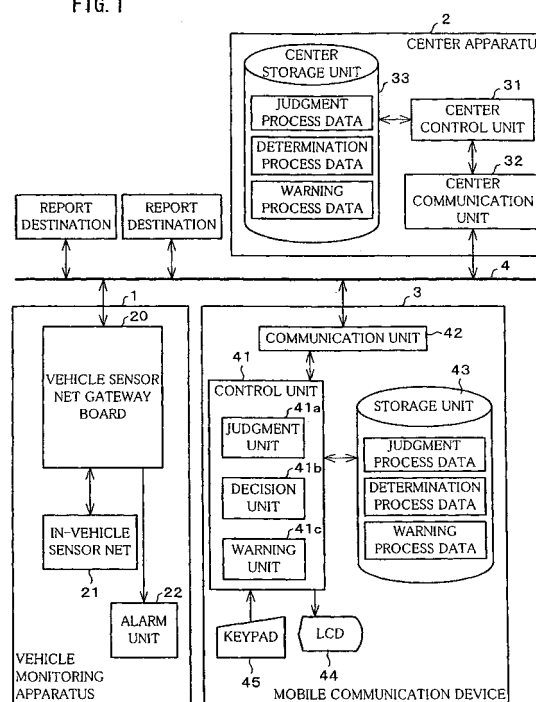 FIG. 1
2
CENTER APPARATU
CENTER
STORAGE UNIT
33
JUDGMENT
PROCESS DATA
DETERMINATION
PROCESS DATA
WARNING
PROCESS DATA
31
CENTER
CONTROL UNIT
32
CENTER
COMMUNICATION
UNIT
REPORT
DESTINATION
REPORT
DESTINATION
4
1
20
VEHICLE SENSOR
NET GATEWAY
BOARD
IN-VEHICLE
SENSOR NET
21
22
ALARM
UNIT
VEHICLE
MONITORING
APPARATUS
3
COMMUNICATION UNIT
42
41
CONTROL UNIT
41a
JUDGMENT
UNIT
41b
DECISION
UNIT
41c
WARNING
UNIT
43
STORAGE UNIT
JUDGMENT
PROCESS DATA
DETERMINATION
PROCESS DATA
WARNING
PROCESS DATA
KEYPAD
45
LCD
44
MOBILE COMMUNICATION DEVICE